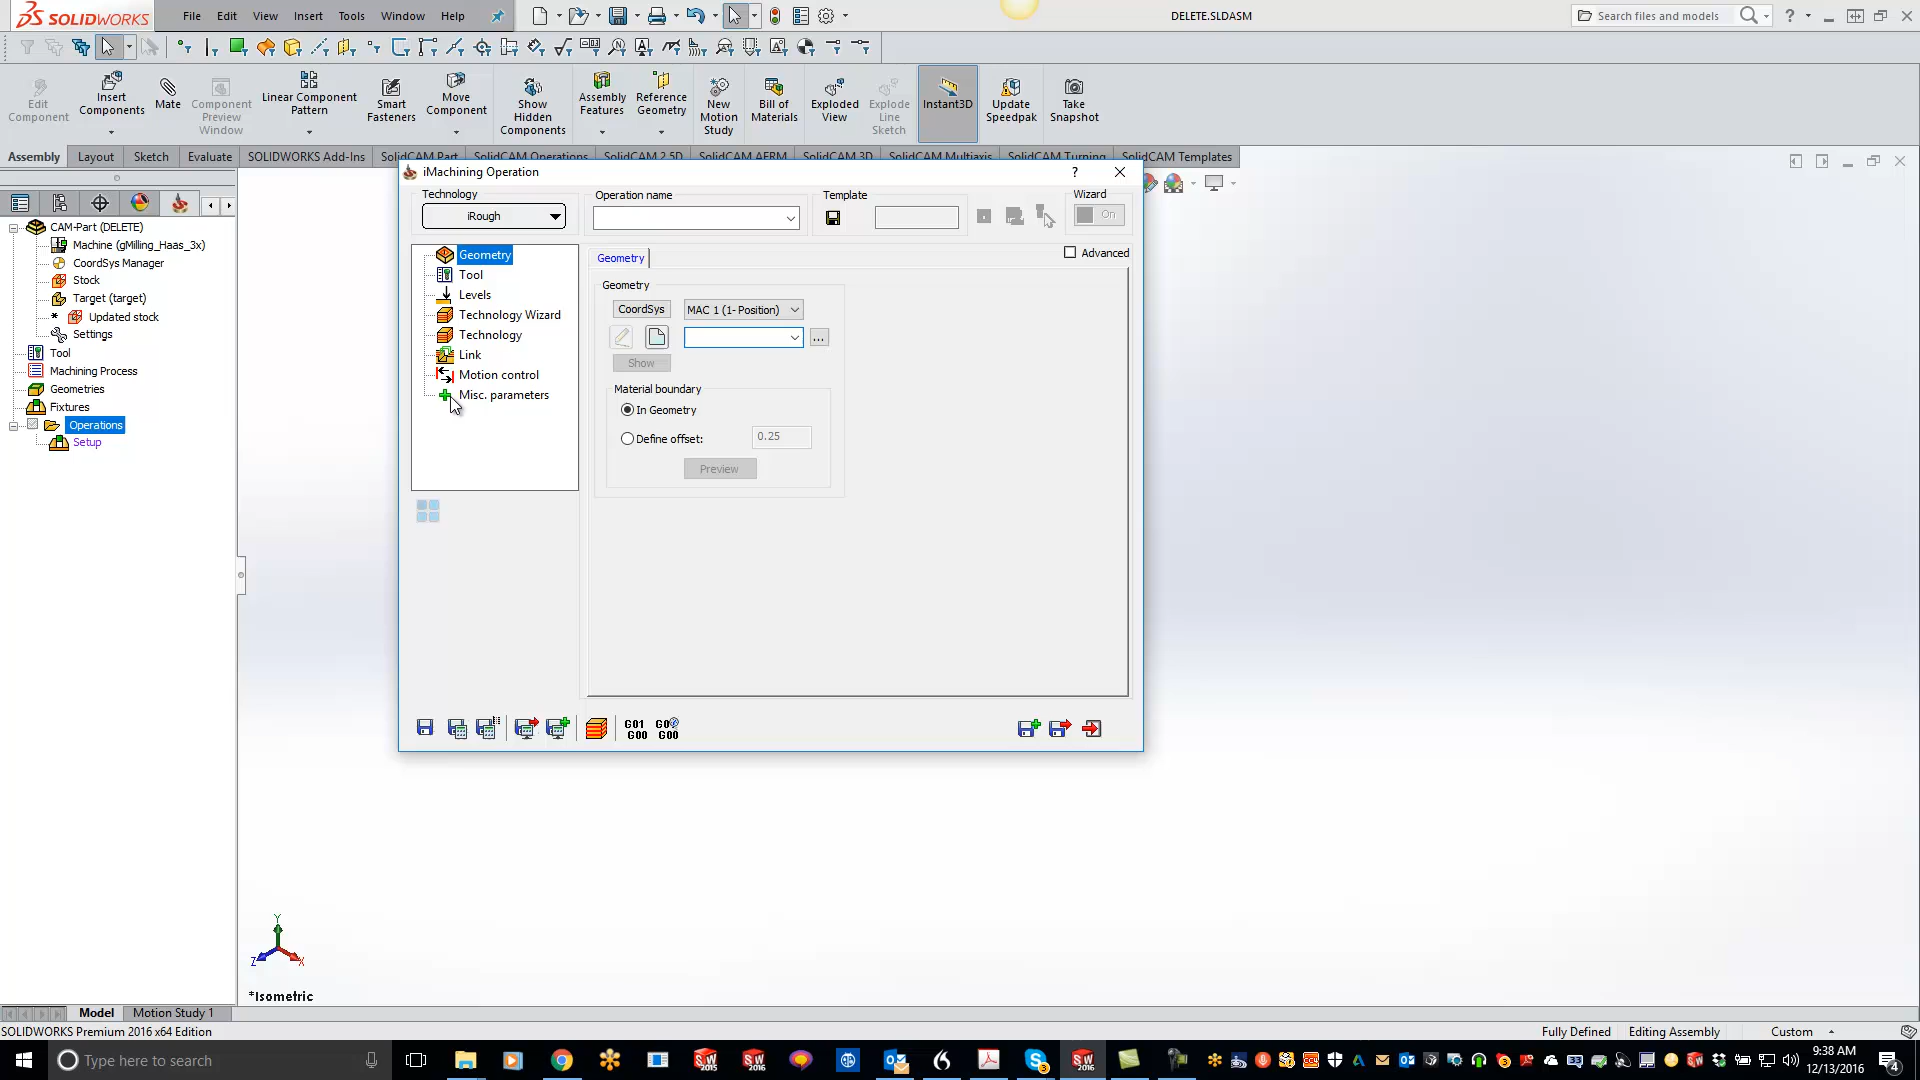 SOLIDWORKS File Edit View Insert Tools Window Help DELETE.SLDASM Search files and models ?
Edit Component
Insert Components
Mate
Component Preview Window
Linear Component Pattern
Smart Fasteners
Move Component
Show Hidden Components
Assembly Features
Reference Geometry
New Motion Study
Bill of Materials
Exploded View
Explode Line Sketch
Instant3D
Update Speedpak
Take Snapshot
Assembly Layout Sketch Evaluate SOLIDWORKS Add-Ins SolidCAM Part SolidCAM Operations SolidCAM 2.5D SolidCAM AFRM SolidCAM 3D SolidCAM Multiaxis SolidCAM Turning SolidCAM Templates
CAM-Part (DELETE)
Machine (gMilling_Haas_3x)
CoordSys Manager
Stock
Target (target)
* Updated stock
Settings
Tool
Machining Process
Geometries
Fixtures
Operations
Setup
iMachining Operation ?
Technology
iRough
Operation name
Template
Wizard
On
Geometry
Tool
Levels
Technology Wizard
Technology
Link
Motion control
Misc. parameters
Geometry
Advanced
Geometry
CoordSys MAC 1 (1- Position)
...
Show
Material boundary
In Geometry
Define offset: 0.25
Preview
G01 G00
G00 G00
Y
Z X
*Isometric
Model Motion Study 1
SOLIDWORKS Premium 2016 x64 Edition Fully Defined Editing Assembly Custom
Type here to search
2015
2016
2016
9:38 AM
12/13/2016
4